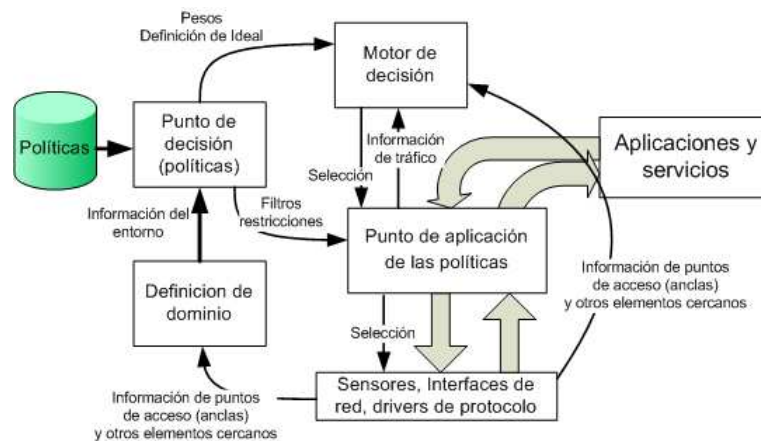 Pesos
Definición de Ideal
Motor de
decisión
Políticas
Punto de
decisión
(políticas)
Información
de tráfico
Aplicaciones y
servicios
Selección
Información del
entorno
Filtros
restricciones
Punto de aplicación
de las políticas
Definicion de
dominio
Información de puntos
de acceso (anclas)
y otros elementos cercanos
Selección
Sensores, Interfaces de
red, drivers de protocolo
Información de puntos
de acceso (anclas)
y otros elementos cercanos